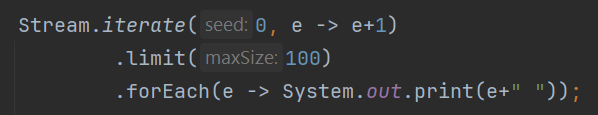 Stream.iterate( seed: 0, e -> e+1)
.limit( maxSize: 100)
.forEach(e -> System.out.print(e+" "));